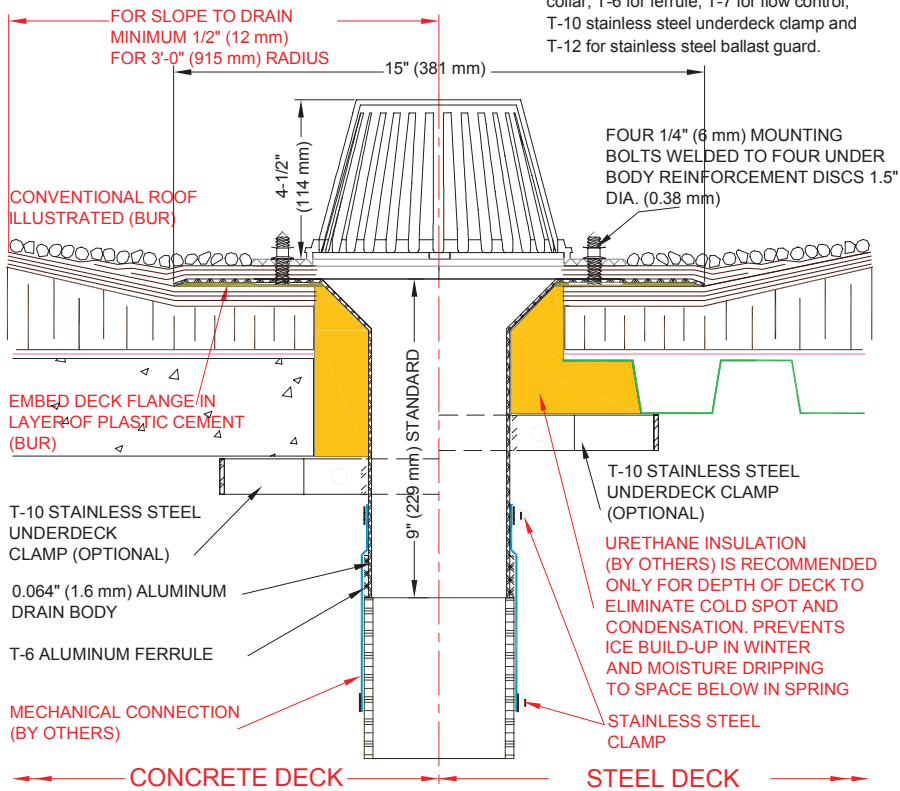 collar, T-6 for ferrule, T-7 for flow control,
T-10 stainless steel underdeck clamp and
T-12 for stainless steel ballast guard.
FOR SLOPE TO DRAIN
MINIMUM 1/2" (12 mm)
FOR 3'-0" (915 mm) RADIUS
15" (381 mm)
4-1/2"
(114 mm)
FOUR 1/4" (6 mm) MOUNTING
BOLTS WELDED TO FOUR UNDER
BODY REINFORCEMENT DISCS 1.5"
DIA. (0.38 mm)
CONVENTIONAL ROOF
ILLUSTRATED (BUR)
9" (229 mm) STANDARD
EMBED DECK FLANGE IN
LAYER OF PLASTIC CEMENT
(BUR)
T-10 STAINLESS STEEL
UNDERDECK
CLAMP (OPTIONAL)
T-10 STAINLESS STEEL
UNDERDECK CLAMP
(OPTIONAL)
0.064" (1.6 mm) ALUMINUM
DRAIN BODY
T-6 ALUMINUM FERRULE
URETHANE INSULATION
(BY OTHERS) IS RECOMMENDED
ONLY FOR DEPTH OF DECK TO
ELIMINATE COLD SPOT AND
CONDENSATION. PREVENTS
ICE BUILD-UP IN WINTER
AND MOISTURE DRIPPING
TO SPACE BELOW IN SPRING
MECHANICAL CONNECTION
(BY OTHERS)
STAINLESS STEEL
CLAMP
CONCRETE DECK
STEEL DECK